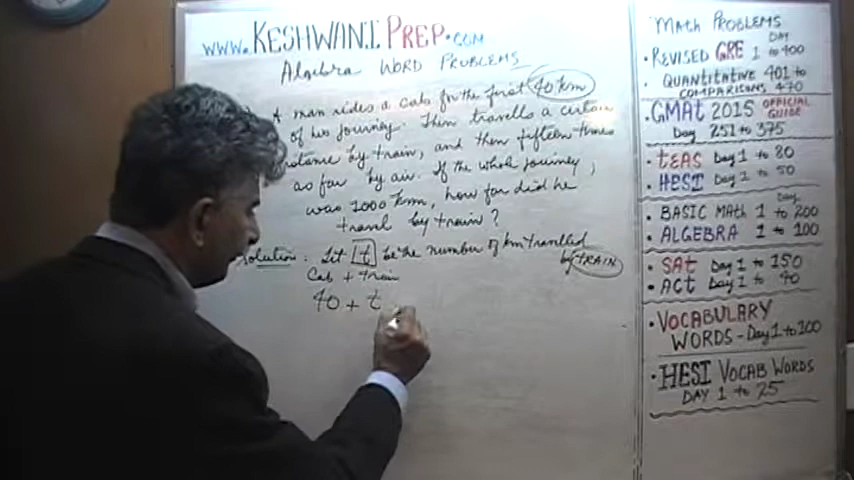 www.KESHWANI PREP.COM
Algebra WORD PROBLEMS
A man rides a cab for the first 40 km
of his journey. Then travells a certain
distance by train, and then fifteen times
as far by air. If the whole journey,
was 1000 km, how far did he
travel by train?
Solution: Let t be the number of km travelled
by TRAIN
Cab + train
40 + t
MATH PROBLEMS
DAY
• REVISED GRE 1 to 400
• QUANTITATIVE 401 to
COMPARISONS 470
• GMAT 2015 OFFICIAL GUIDE
Day 251 to 375
• TEAS Day 1 to 80
• HESI Day 1 to 50
Day
• BASIC MATH 1 to 200
• ALGEBRA 1 to 100
• SAT Day 1 to 150
• ACT Day 1 to 90
• VOCABULARY
WORDS - Day 1 to 200
• HESI VOCAB WORDS
DAY 1 to 25